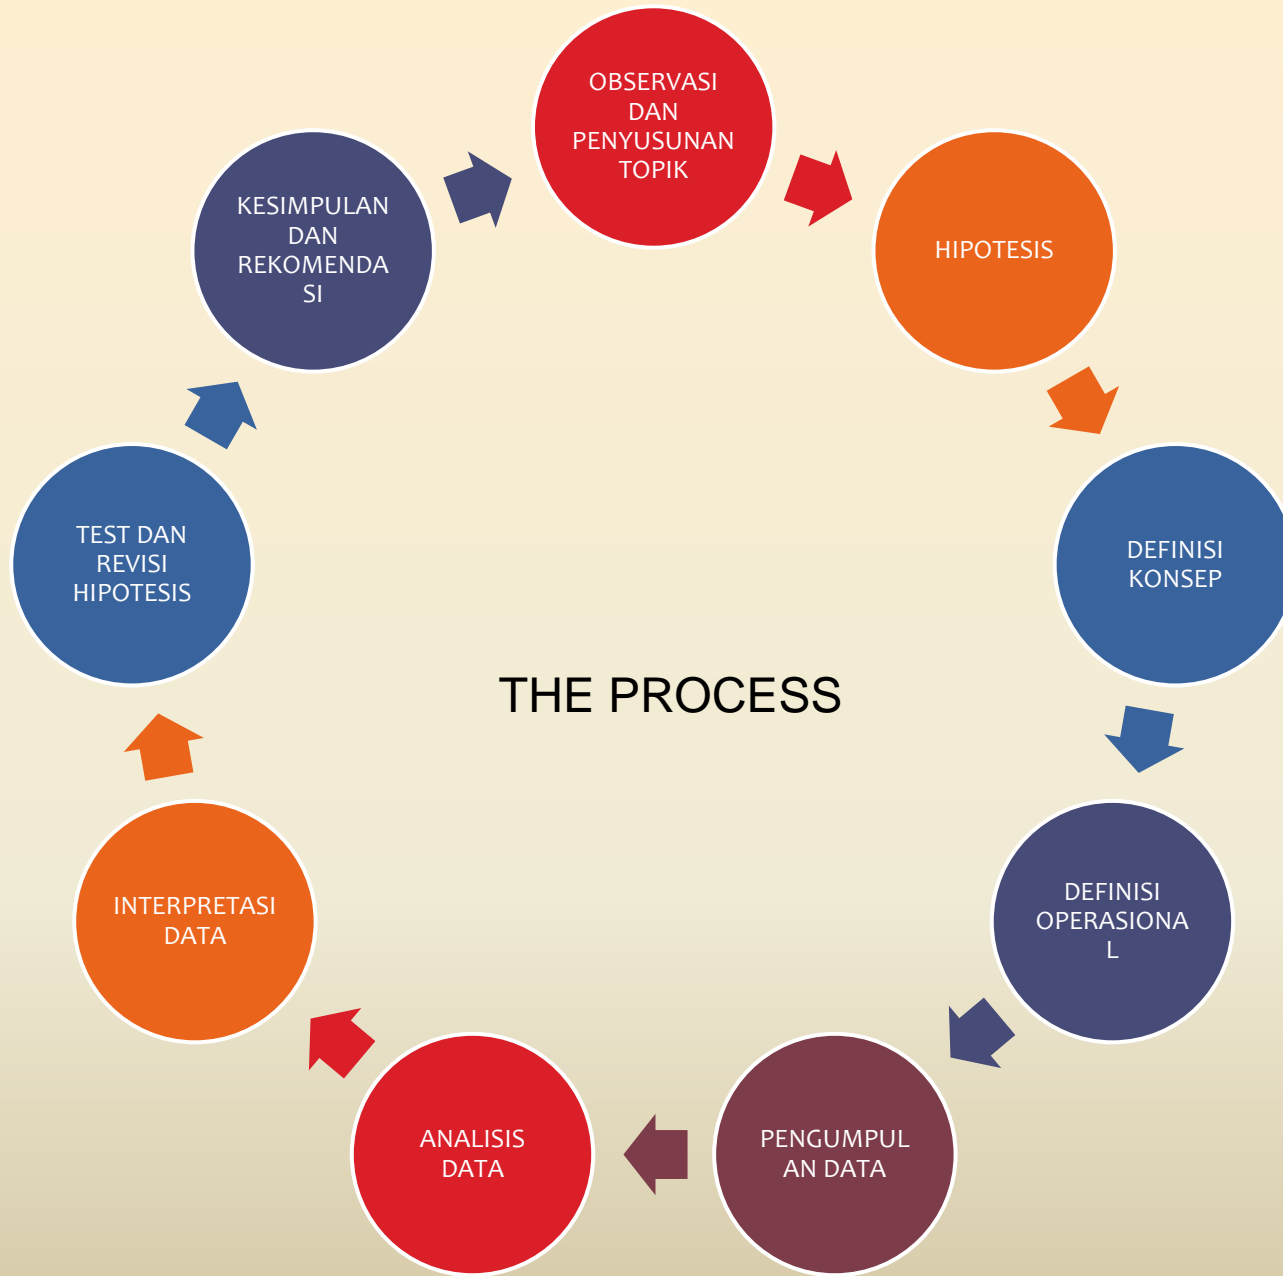 OBSERVASI
DAN
PENYUSUNAN
TOPIK
HIPOTESIS
DEFINISI
KONSEP
DEFINISI
OPERASIONA
L
PENGUMPUL
AN DATA
ANALISIS
DATA
INTERPRETASI
DATA
TEST DAN
REVISI
HIPOTESIS
KESIMPULAN
DAN
REKOMENDA
SI
THE PROCESS